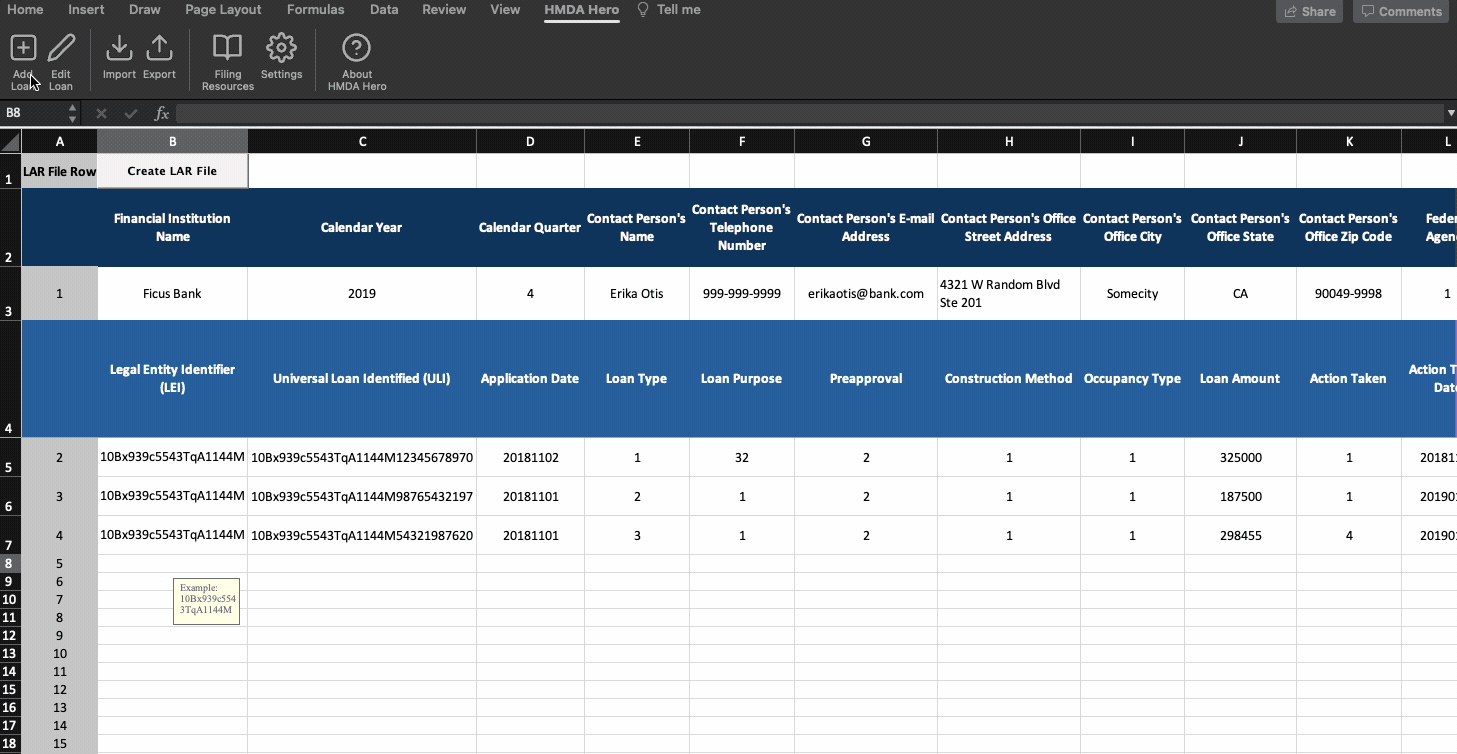 Home Insert Draw Page Layout Formulas Data Review View HMDA Hero Tell me Share Comments
Add Loan
Edit Loan
Import
Export
Filing Resources
Settings
About HMDA Hero
B8 fx
A B C D E F G H I J K L
1 LAR File Row Create LAR File
2 Financial Institution Name Calendar Year Calendar Quarter Contact Person's Name Contact Person's Telephone Number Contact Person's E-mail Address Contact Person's Office Street Address Contact Person's Office City Contact Person's Office State Contact Person's Office Zip Code Feder Agen
3 1 Ficus Bank 2019 4 Erika Otis 999-999-9999 erikaotis@bank.com 4321 W Random Blvd Ste 201 Somecity CA 90049-9998 1
4 Legal Entity Identifier (LEI) Universal Loan Identified (ULI) Application Date Loan Type Loan Purpose Preapproval Construction Method Occupancy Type Loan Amount Action Taken Action T Date
5 2 10Bx939c5543TqA1144M 10Bx939c5543TqA1144M12345678970 20181102 1 32 2 1 1 325000 1 20181
6 3 10Bx939c5543TqA1144M 10Bx939c5543TqA1144M98765432197 20181101 2 1 2 1 1 187500 1 20190
7 4 10Bx939c5543TqA1144M 10Bx939c5543TqA1144M54321987620 20181101 3 1 2 1 1 298455 4 20190
8 5
9 6
Example:
10Bx939c554
3TqA1144M
10 7
11 8
12 9
13 10
14 11
15 12
16 13
17 14
18 15